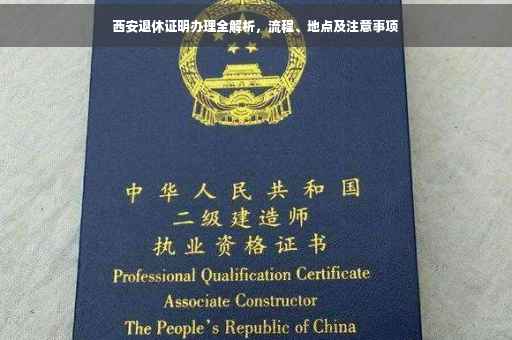 西安退休证明办理全解析，流程、地点及注意事项
中华人民共和国
二级建造师
执业资格证书
Professional Qualification Certificate
Associate Constructor
The People's Republic of China